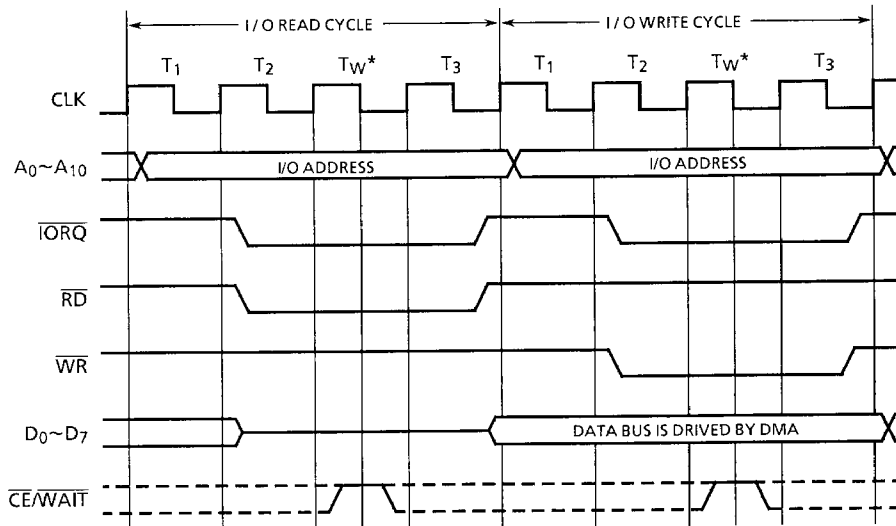 I/O READ CYCLE I/O WRITE CYCLE
T1 T2 TW* T3 T1 T2 TW* T3
CLK
A0~A10 I/O ADDRESS I/O ADDRESS
IORQ
RD
WR
D0~D7 DATA BUS IS DRIVED BY DMA
CE/WAIT